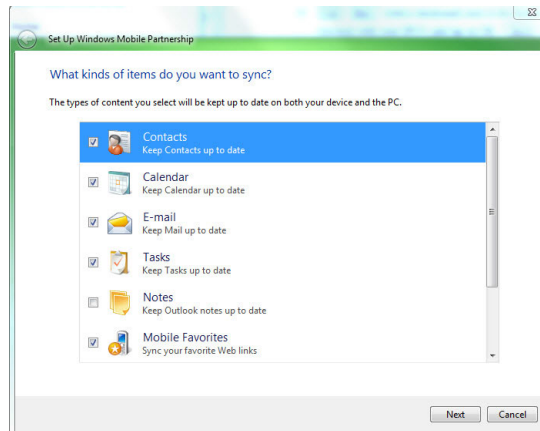 Set Up Windows Mobile Partnership
What kinds of items do you want to sync?
The types of content you select will be kept up to date on both your device and the PC.
Contacts
Keep Contacts up to date
Calendar
Keep Calendar up to date
E-mail
Keep Mail up to date
Tasks
Keep Tasks up to date
Notes
Keep Outlook notes up to date
Mobile Favorites
Sync your favorite Web links
Next Cancel